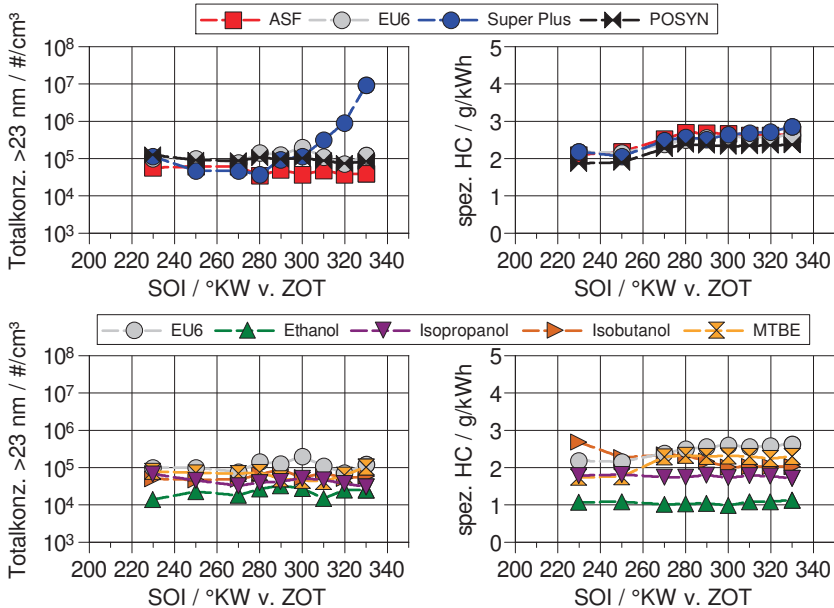 ASF EU6 Super Plus POSYN
Totalkonz. >23 nm / #/cm³
10⁸
10⁷
10⁶
10⁵
10⁴
10³
200 220 240 260 280 300 320 340
SOI / °KW v. ZOT
spez. HC / g/kWh
5
4
3
2
1
0
200 220 240 260 280 300 320 340
SOI / °KW v. ZOT
EU6 Ethanol Isopropanol Isobutanol MTBE
Totalkonz. >23 nm / #/cm³
10⁸
10⁷
10⁶
10⁵
10⁴
10³
200 220 240 260 280 300 320 340
SOI / °KW v. ZOT
spez. HC / g/kWh
5
4
3
2
1
0
200 220 240 260 280 300 320 340
SOI / °KW v. ZOT